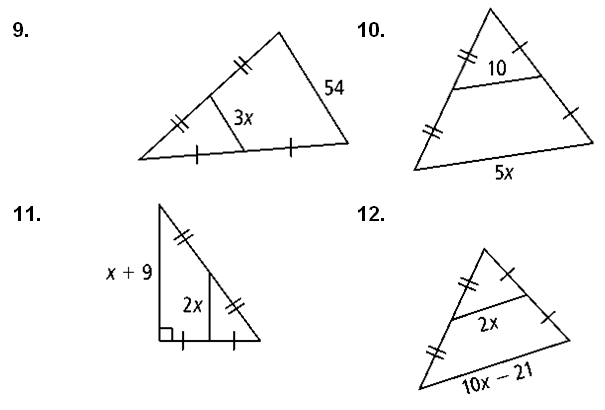 9.
54
3x
10.
10
5x
11.
x + 9
2x
12.
2x
10x − 21